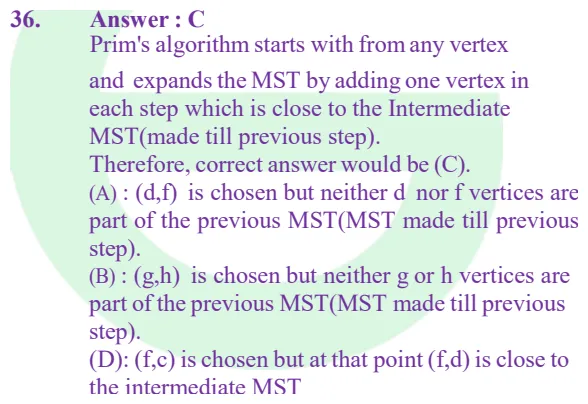 36. Answer : C
Prim's algorithm starts with from any vertex
and expands the MST by adding one vertex in
each step which is close to the Intermediate
MST(made till previous step).
Therefore, correct answer would be (C).
(A) : (d,f) is chosen but neither d nor f vertices are
part of the previous MST(MST made till previous
step).
(B) : (g,h) is chosen but neither g or h vertices are
part of the previous MST(MST made till previous
step).
(D): (f,c) is chosen but at that point (f,d) is close to
the intermediate MST